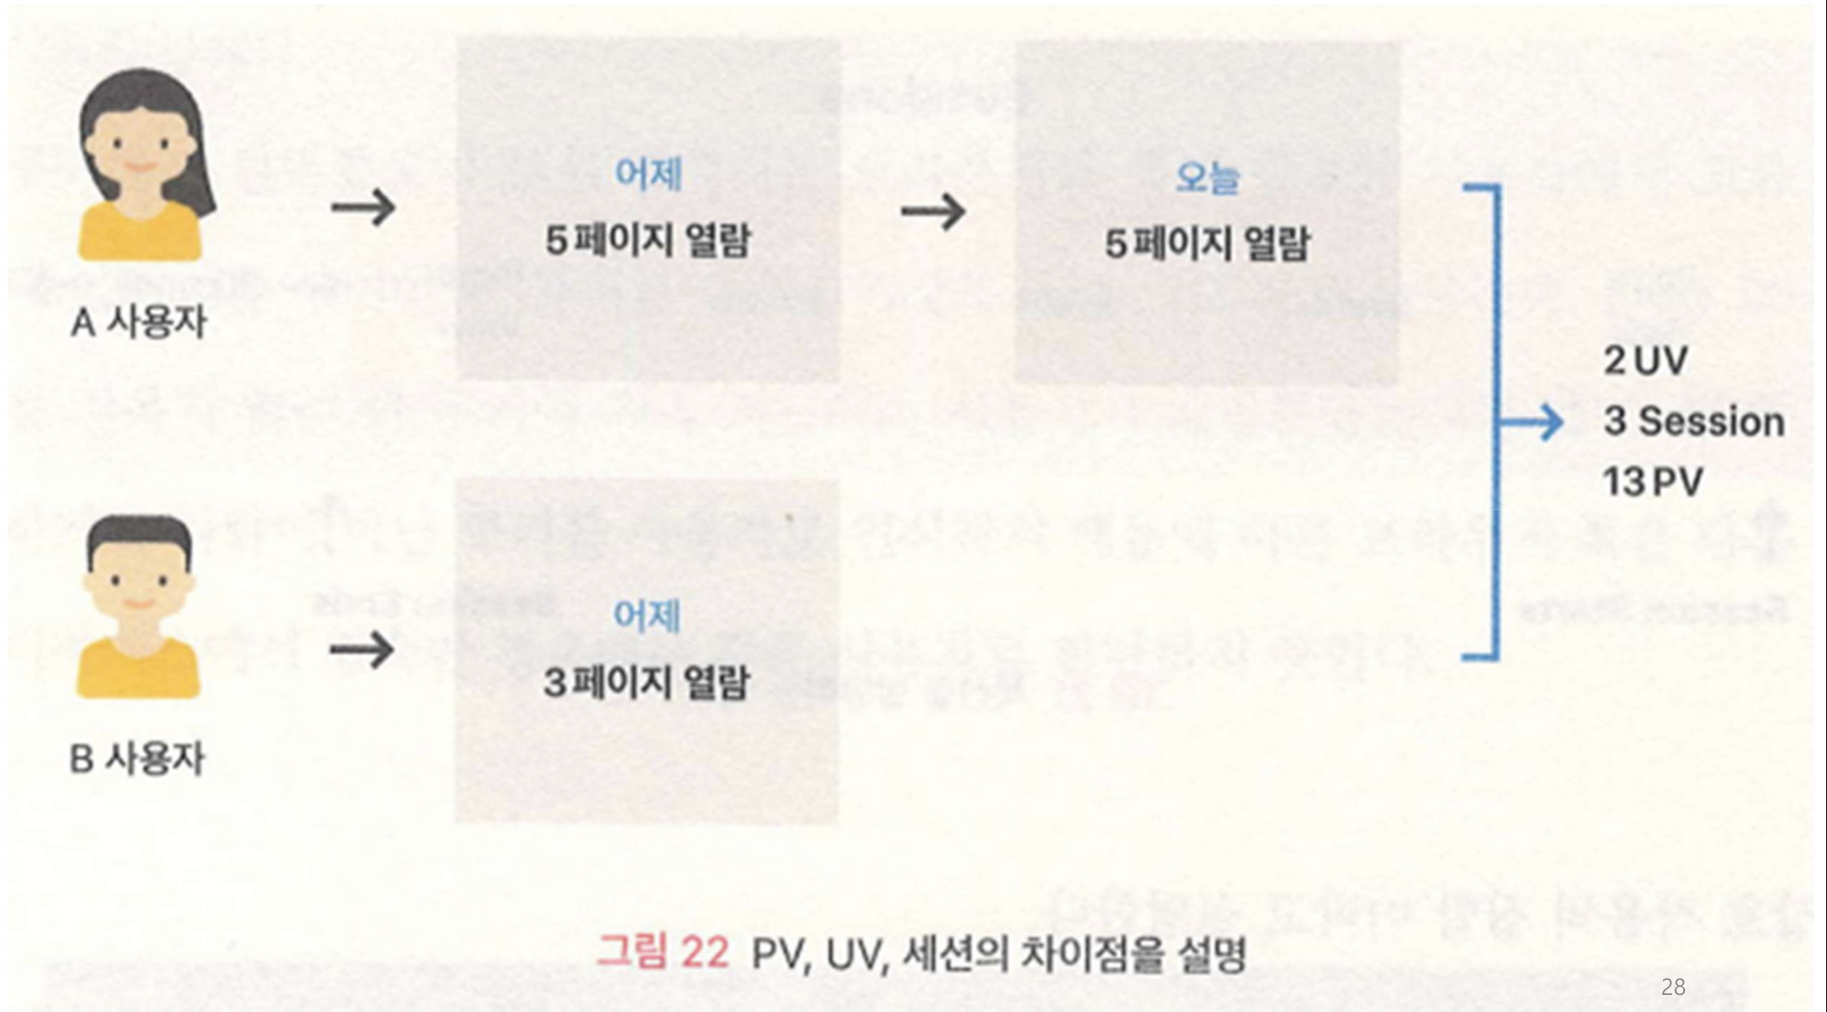 어제
5페이지 열람
오늘
5페이지 열람
A 사용자
2 UV
3 Session
13 PV
어제
3페이지 열람
B 사용자
그림 22 PV, UV, 세션의 차이점을 설명
28